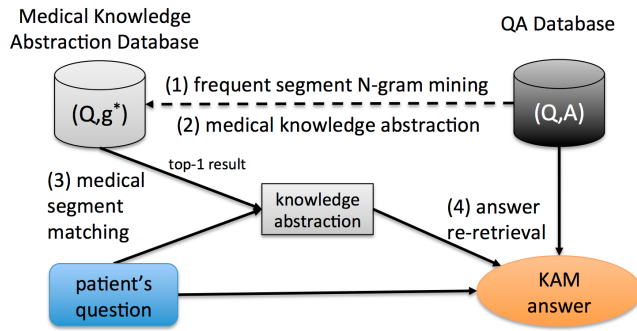 Medical Knowledge
Abstraction Database
QA Database
(1) frequent segment N-gram mining
(Q,g*)
(Q,A)
(2) medical knowledge abstraction
top-1 result
(3) medical
segment
matching
knowledge
abstraction
(4) answer
re-retrieval
patient's
question
KAM
answer